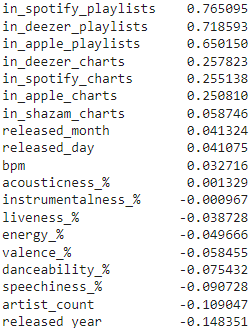 in_spotify_playlists 0.765095
in_deezer_playlists 0.718593
in_apple_playlists 0.650150
in_deezer_charts 0.257823
in_spotify_charts 0.255138
in_apple_charts 0.250810
in_shazam_charts 0.058746
released_month 0.041324
released_day 0.041075
bpm 0.032716
acousticness_% 0.001329
instrumentalness_% -0.000967
liveness_% -0.038728
energy_% -0.049666
valence_% -0.058455
danceability_% -0.075432
speechiness_% -0.090728
artist_count -0.109047
released_year -0.148351